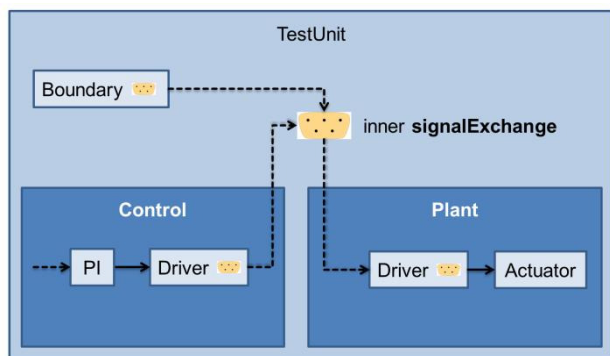 TestUnit
Boundary
inner signalExchange
Control
Plant
PI
Driver
Driver
Actuator